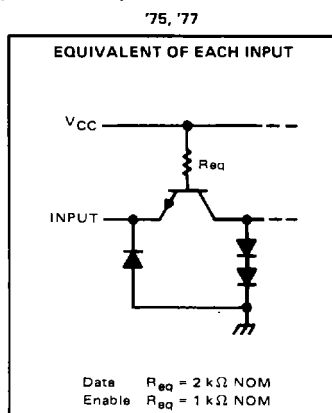 '75, '77
EQUIVALENT OF EACH INPUT
VCC
Req
INPUT
Data Req = 2 kΩ NOM
Enable Req = 1 kΩ NOM